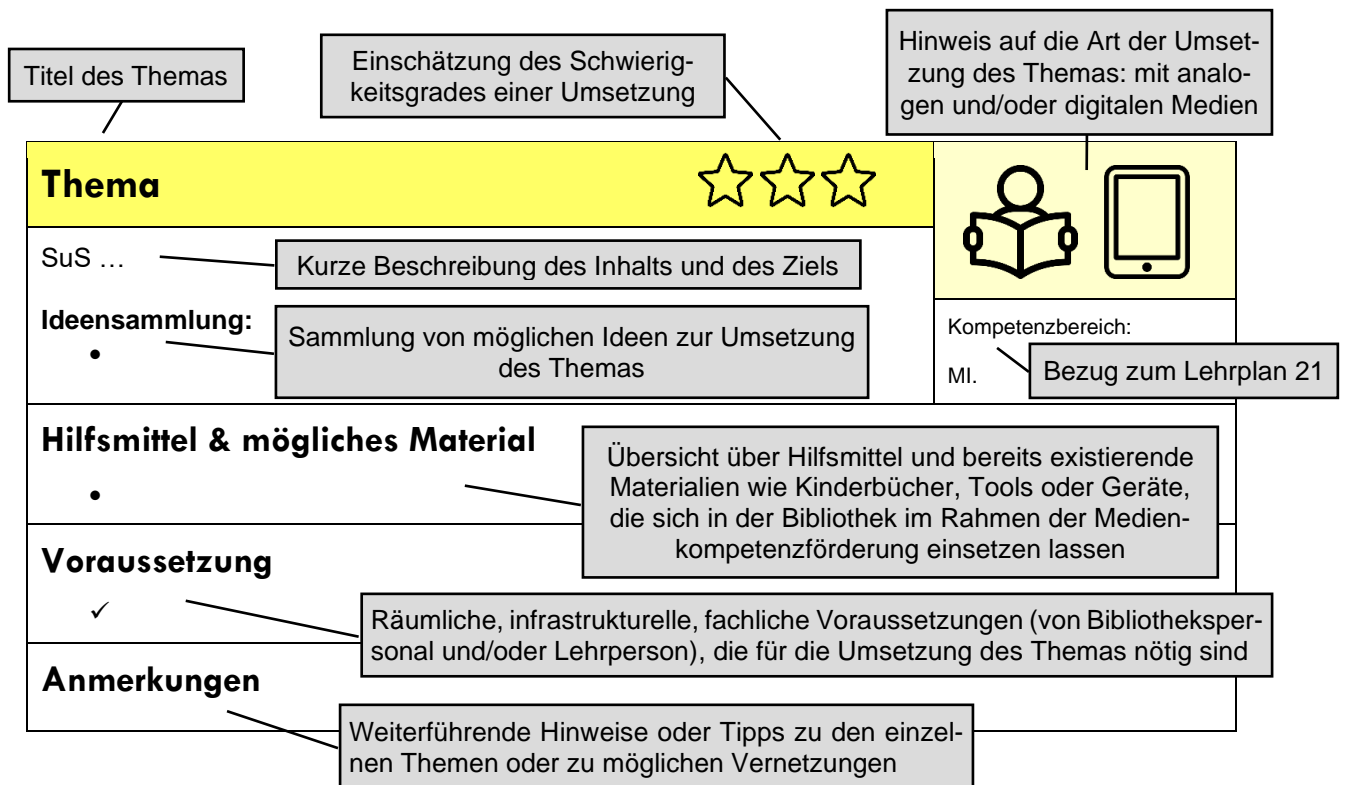 Titel des Themas
Einschätzung des Schwierig-
keitsgrades einer Umsetzung
Hinweis auf die Art der Umset-
zung des Themas: mit analo-
gen und/oder digitalen Medien
Thema
SuS …
Kurze Beschreibung des Inhalts und des Ziels
Ideensammlung:
•
Sammlung von möglichen Ideen zur Umsetzung
des Themas
Kompetenzbereich:
MI.
Bezug zum Lehrplan 21
Hilfsmittel & mögliches Material
•
Übersicht über Hilfsmittel und bereits existierende
Materialien wie Kinderbücher, Tools oder Geräte,
die sich in der Bibliothek im Rahmen der Medien-
kompetenzförderung einsetzen lassen
Voraussetzung
✓
Räumliche, infrastrukturelle, fachliche Voraussetzungen (von Bibliotheksper-
sonal und/oder Lehrperson), die für die Umsetzung des Themas nötig sind
Anmerkungen
Weiterführende Hinweise oder Tipps zu den einzel-
nen Themen oder zu möglichen Vernetzungen